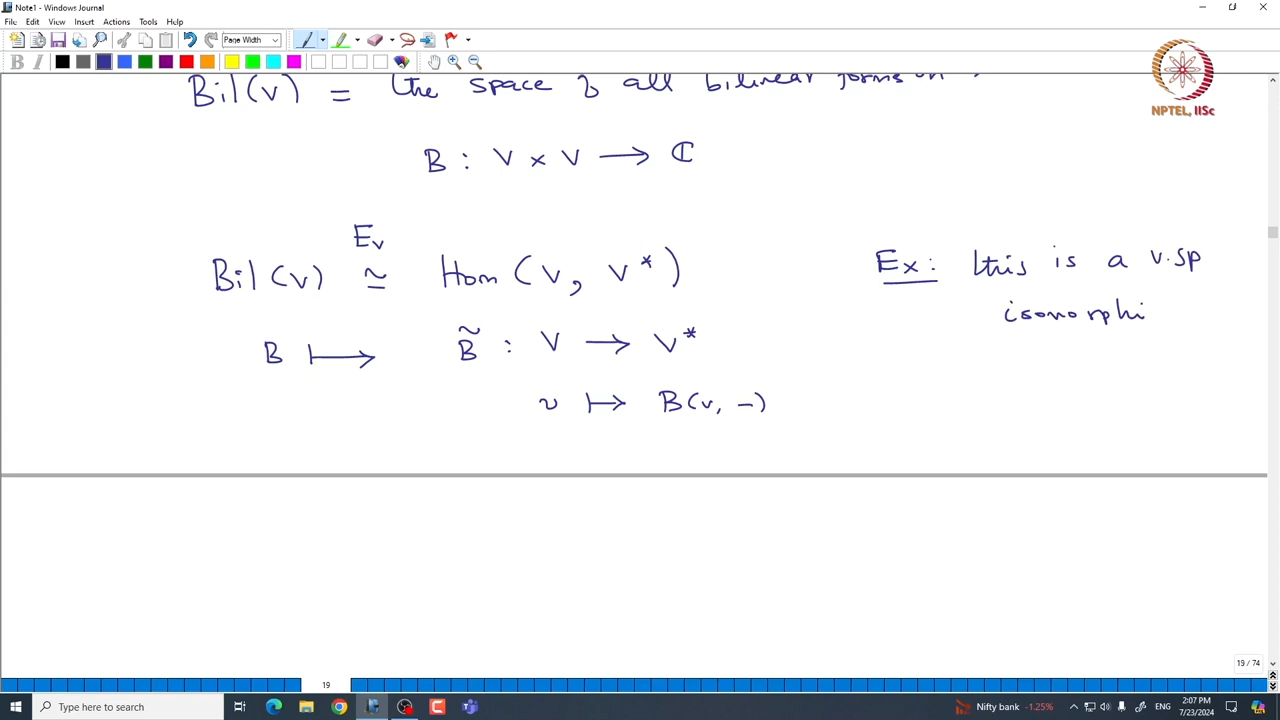 Note1 - Windows Journal
File Edit View Insert Actions Tools Help
Page Width
B i
NPTEL, IISc
Bil(V) = the space of all bilinear forms on
B : V × V ⟶ ℂ
E_V
Bil(V) ≅ Hom(V, V*)
Ex: this is a v.sp
isomorphi
B ⟼ B̃ : V ⟶ V*
v ⟼ B(v, −)
19 / 74
19
Type here to search
Nifty bank -1.25%
2:07 PM
7/23/2024